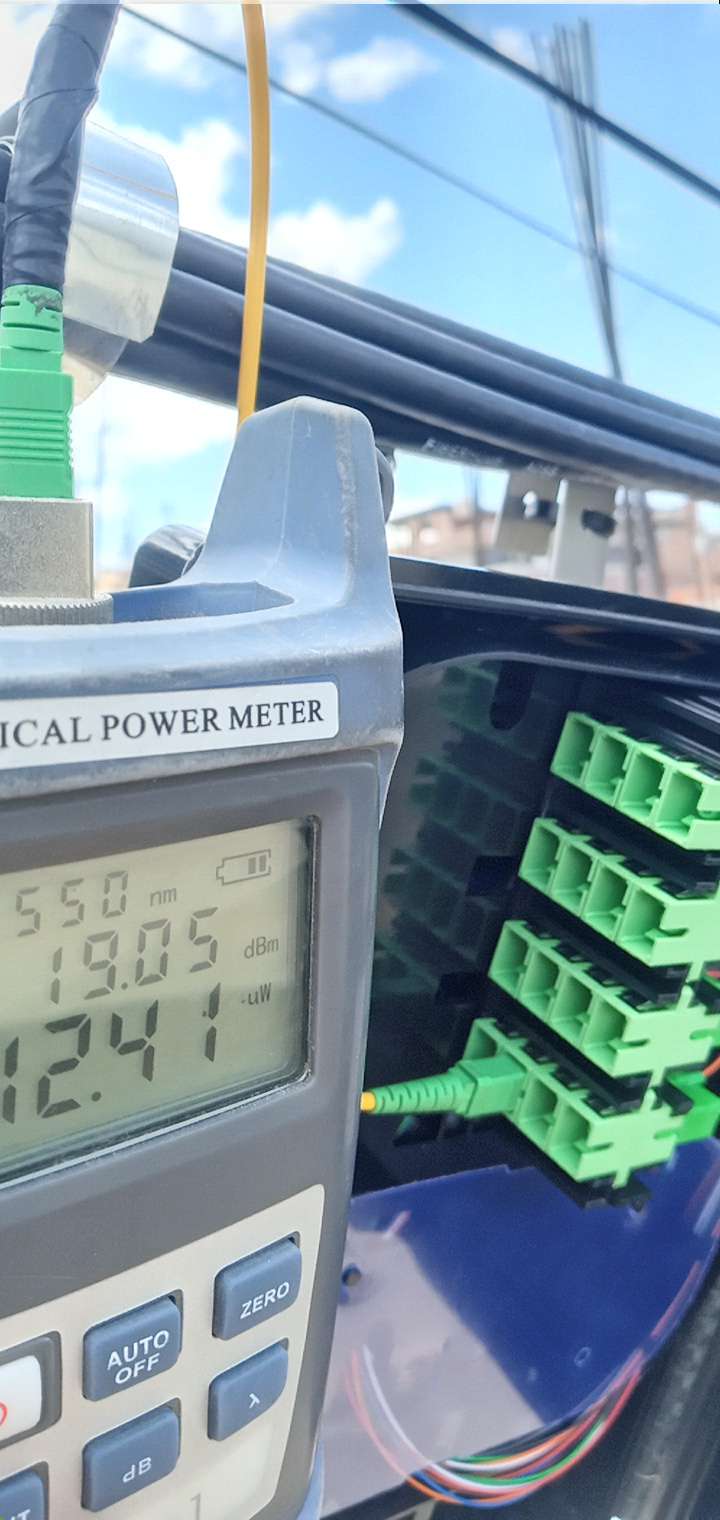 ICAL POWER METER
550 nm
19.05 dBm
12.41 uW
ZERO
AUTO OFF
λ
dB